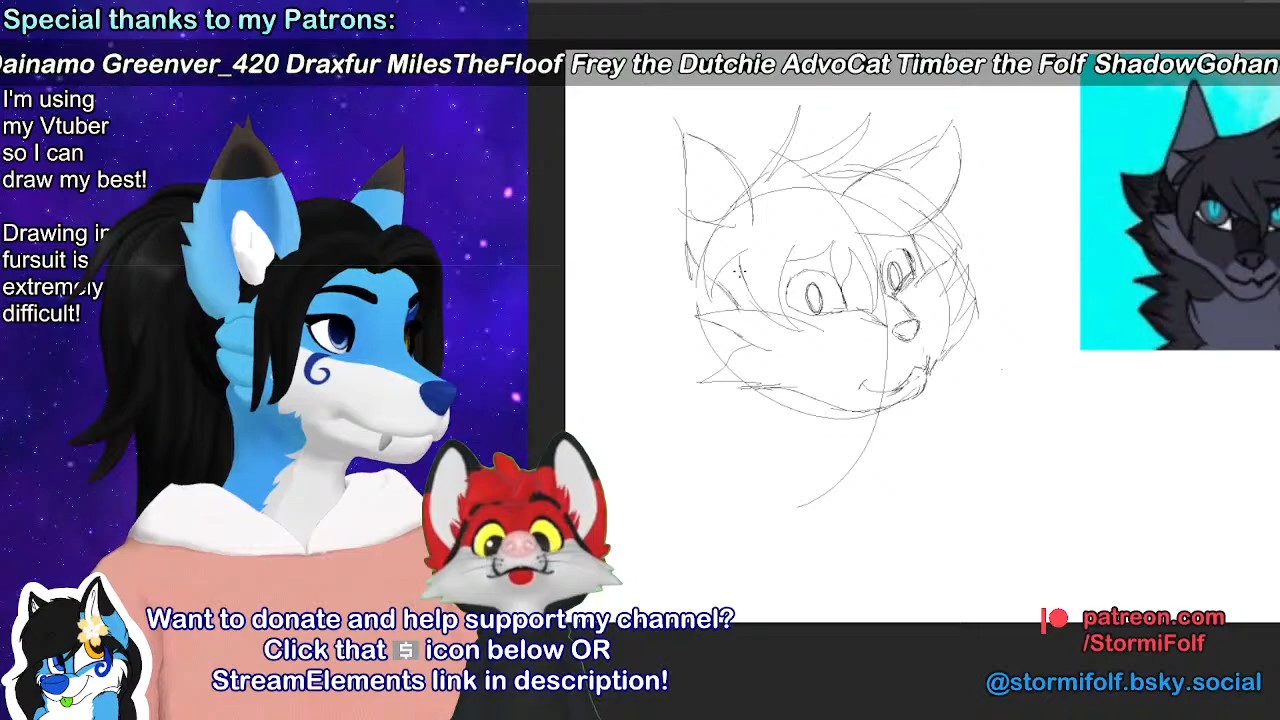 Special thanks to my Patrons:
ainamo Greenver_420 Draxfur MilesTheFloof Frey the Dutchie AdvoCat Timber the Folf ShadowGohan
I'm using
my Vtuber
so I can
draw my best!
Drawing in
fursuit is
extremely
difficult!
Want to donate and help support my channel?
Click that $ icon below OR
StreamElements link in description!
patreon.com
/StormiFolf
@stormifolf.bsky.social